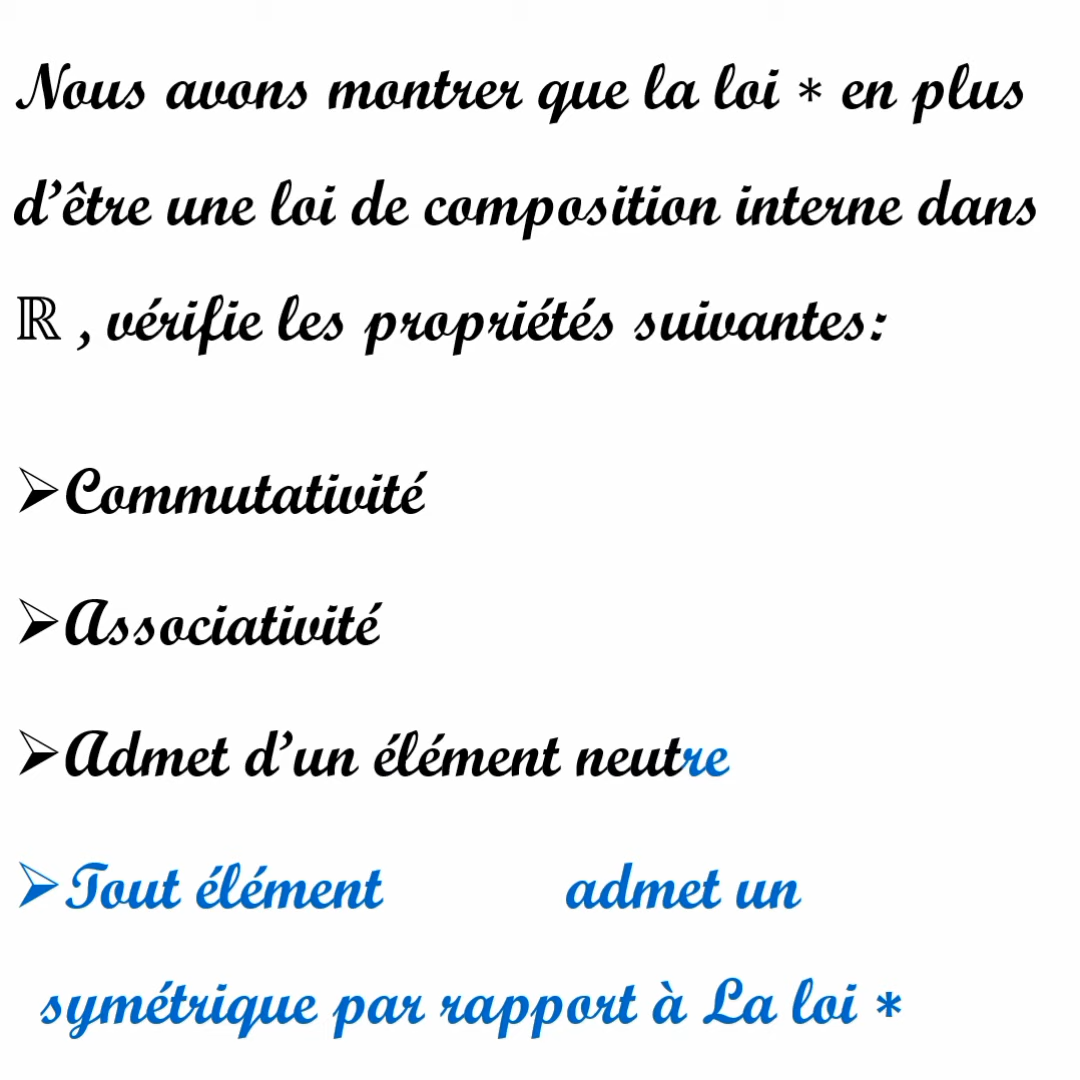 Nous avons montrer que la loi * en plus
d’être une loi de composition interne dans
ℝ , vérifie les propriétés suivantes:
➢Commutativité
➢Associativité
➢Admet d’un élément neutre
➢Tout élément admet un
symétrique par rapport à La loi *